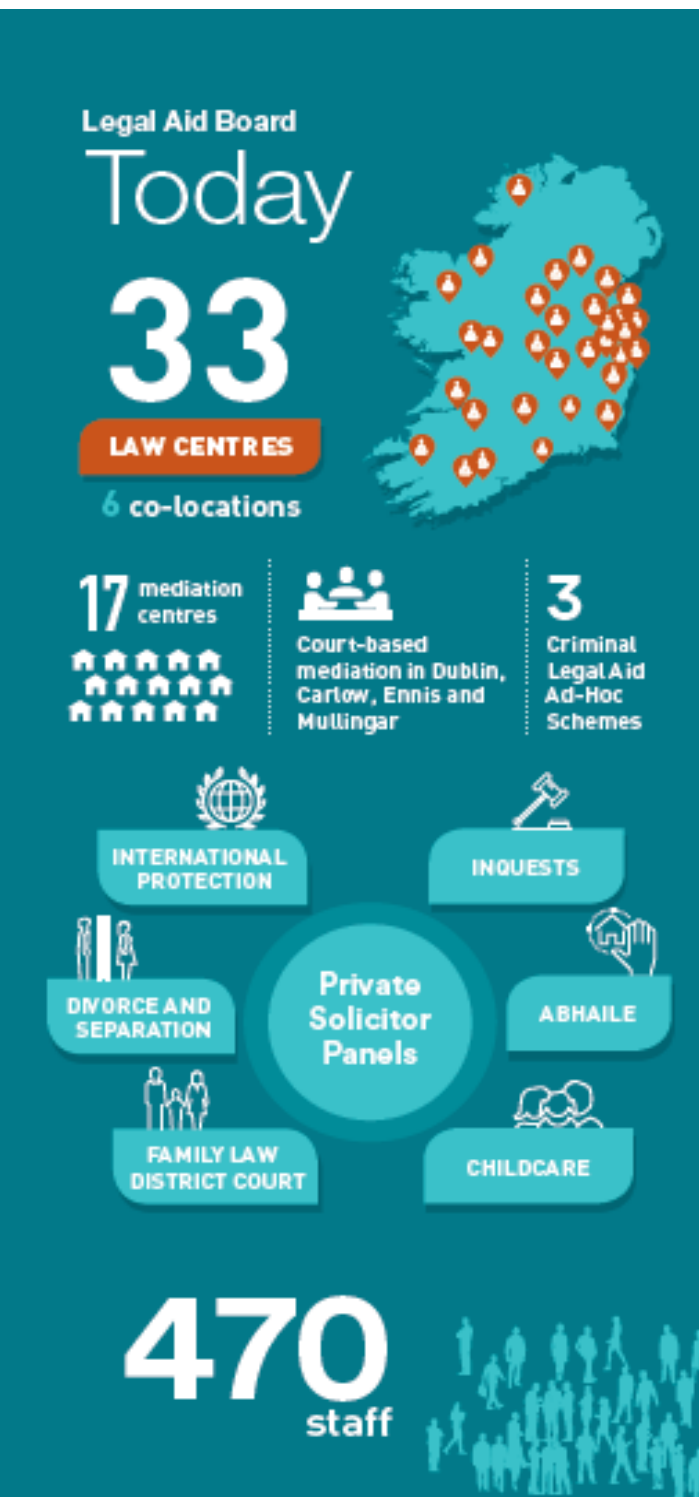 Legal Aid Board
Today
33
LAW CENTRES
6 co-locations
17 mediation
centres
Court-based
mediation in Dublin,
Carlow, Ennis and
Mullingar
3
Criminal
Legal Aid
Ad-Hoc
Schemes
INTERNATIONAL
PROTECTION
INQUESTS
DIVORCE AND
SEPARATION
Private
Solicitor
Panels
ABHAILE
FAMILY LAW
DISTRICT COURT
CHILDCARE
470
staff